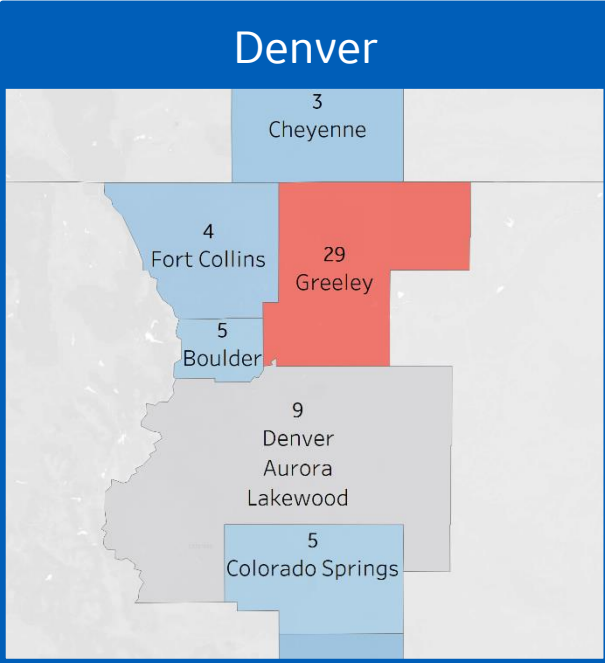 Denver
3
Cheyenne
4
Fort Collins
29
Greeley
5
Boulder
9
Denver
Aurora
Lakewood
5
Colorado Springs